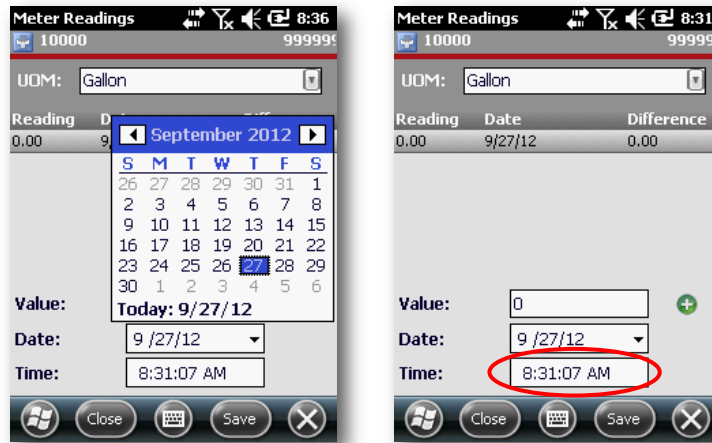 Meter Readings 8:36
10000 99999
UOM: Gallon
Reading
0.00 9
September 2012
S M T W T F S
26 27 28 29 30 31 1
2 3 4 5 6 7 8
9 10 11 12 13 14 15
16 17 18 19 20 21 22
23 24 25 26 27 28 29
30 1 2 3 4 5 6
Today: 9/27/12
Value:
Date: 9 /27/12
Time: 8:31:07 AM
Close Save
Meter Readings 8:31
10000 99999
UOM: Gallon
Reading Date Difference
0.00 9/27/12 0.00
Value: 0
Date: 9 /27/12
Time: 8:31:07 AM
Close Save